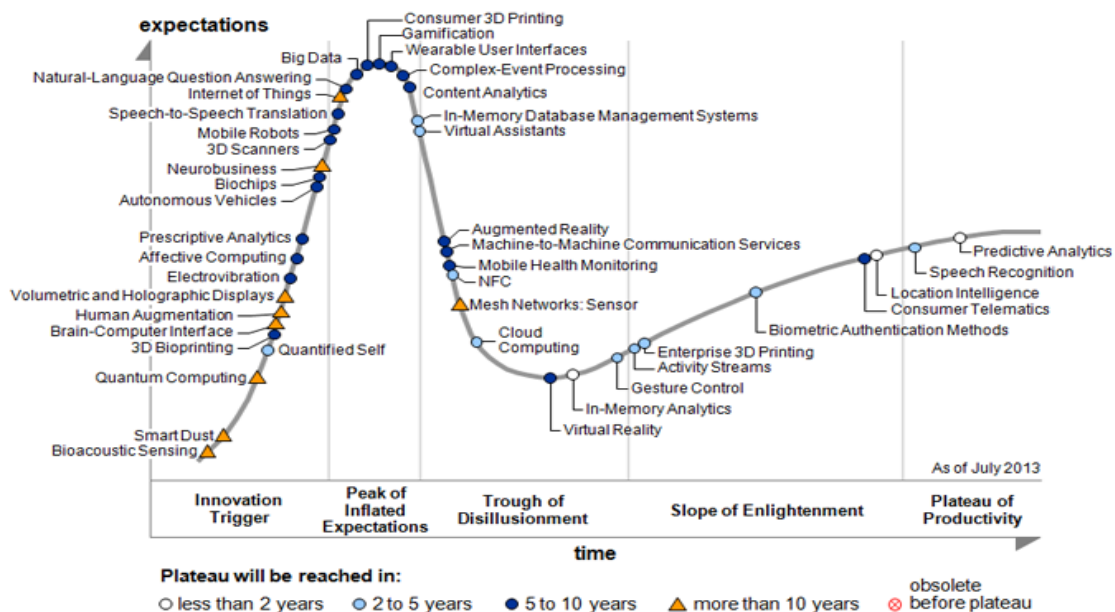 expectations
Consumer 3D Printing
Gamification
Wearable User Interfaces
Big Data
Complex-Event Processing
Natural-Language Question Answering
Internet of Things
Content Analytics
Speech-to-Speech Translation
In-Memory Database Management Systems
Mobile Robots
Virtual Assistants
3D Scanners
Neurobusiness
Biochips
Autonomous Vehicles
Augmented Reality
Prescriptive Analytics
Machine-to-Machine Communication Services
Affective Computing
Mobile Health Monitoring
Electrovibration
NFC
Volumetric and Holographic Displays
Mesh Networks: Sensor
Human Augmentation
Brain-Computer Interface
3D Bioprinting
Quantified Self
Cloud
Computing
Quantum Computing
Smart Dust
Bioacoustic Sensing
Predictive Analytics
Speech Recognition
Location Intelligence
Consumer Telematics
Biometric Authentication Methods
Enterprise 3D Printing
Activity Streams
Gesture Control
In-Memory Analytics
Virtual Reality
As of July 2013
Innovation
Trigger
Peak of
Inflated
Expectations
Trough of
Disillusionment
Slope of Enlightenment
Plateau of
Productivity
time
Plateau will be reached in:
less than 2 years
2 to 5 years
5 to 10 years
more than 10 years
obsolete
before plateau